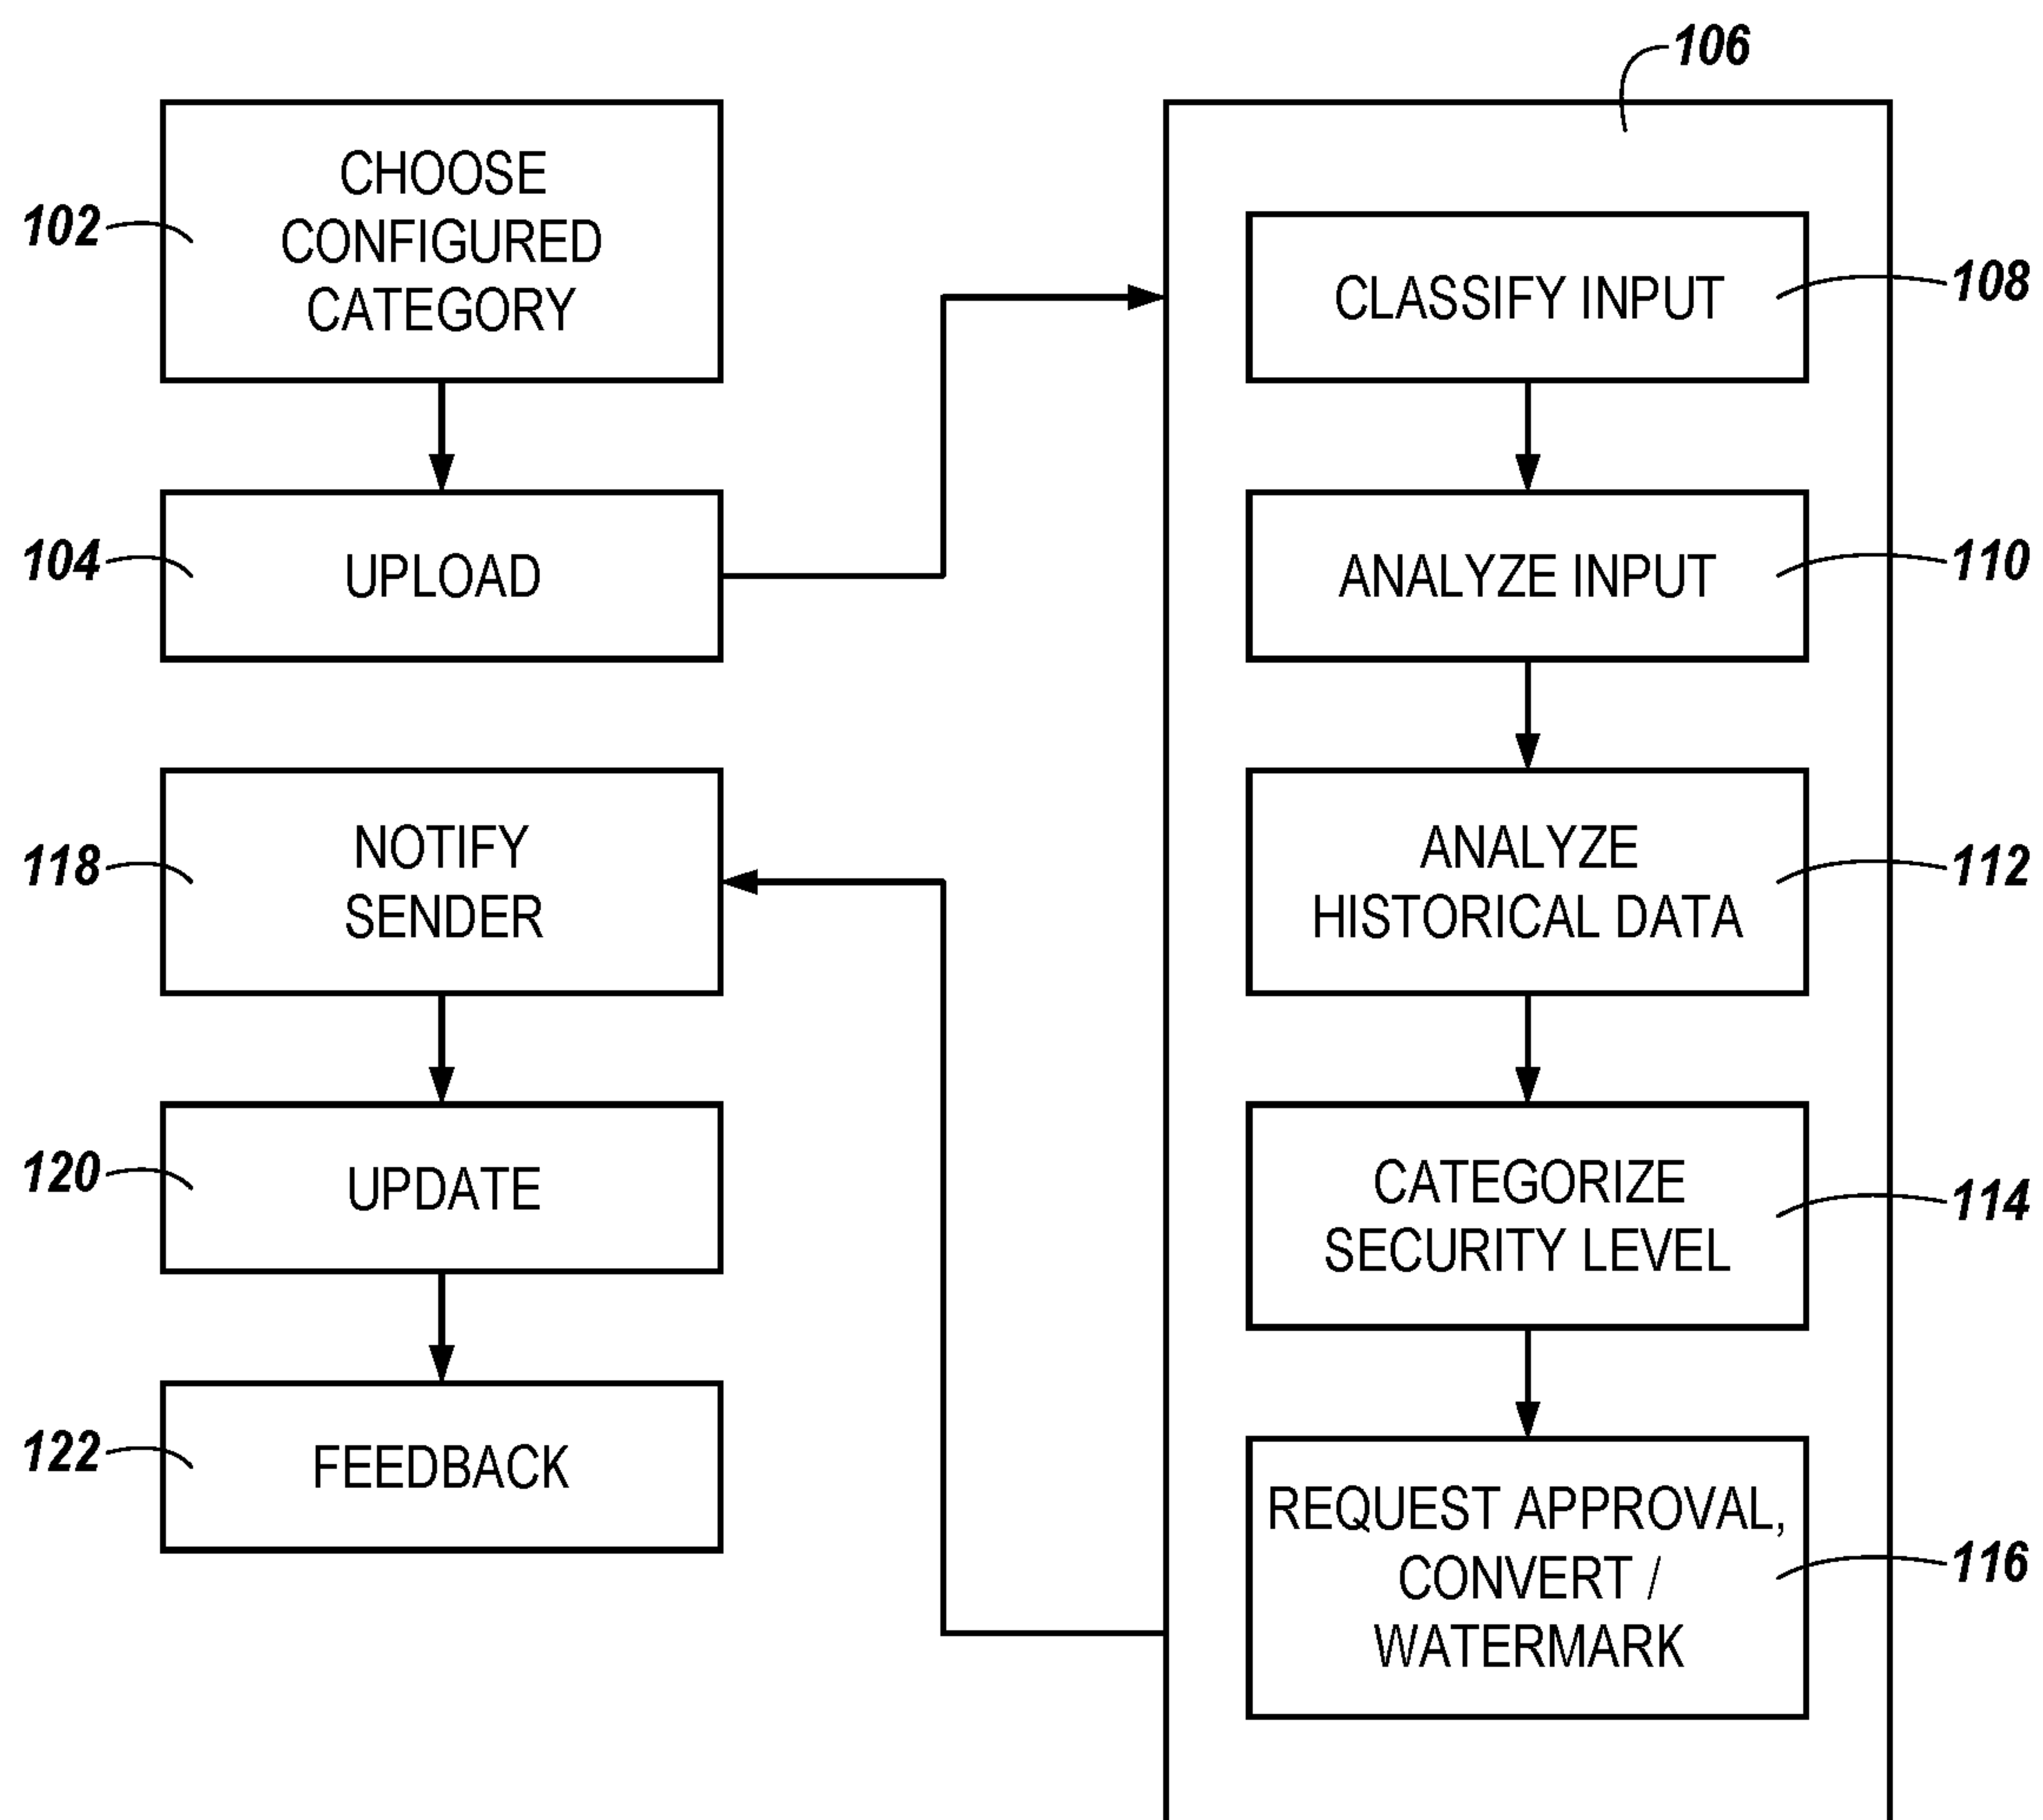 106
102
CHOOSE
CONFIGURED
CATEGORY
104
UPLOAD
CLASSIFY INPUT
108
ANALYZE INPUT
110
ANALYZE
HISTORICAL DATA
112
CATEGORIZE
SECURITY LEVEL
114
REQUEST APPROVAL,
CONVERT /
WATERMARK
116
118
NOTIFY
SENDER
120
UPDATE
122
FEEDBACK